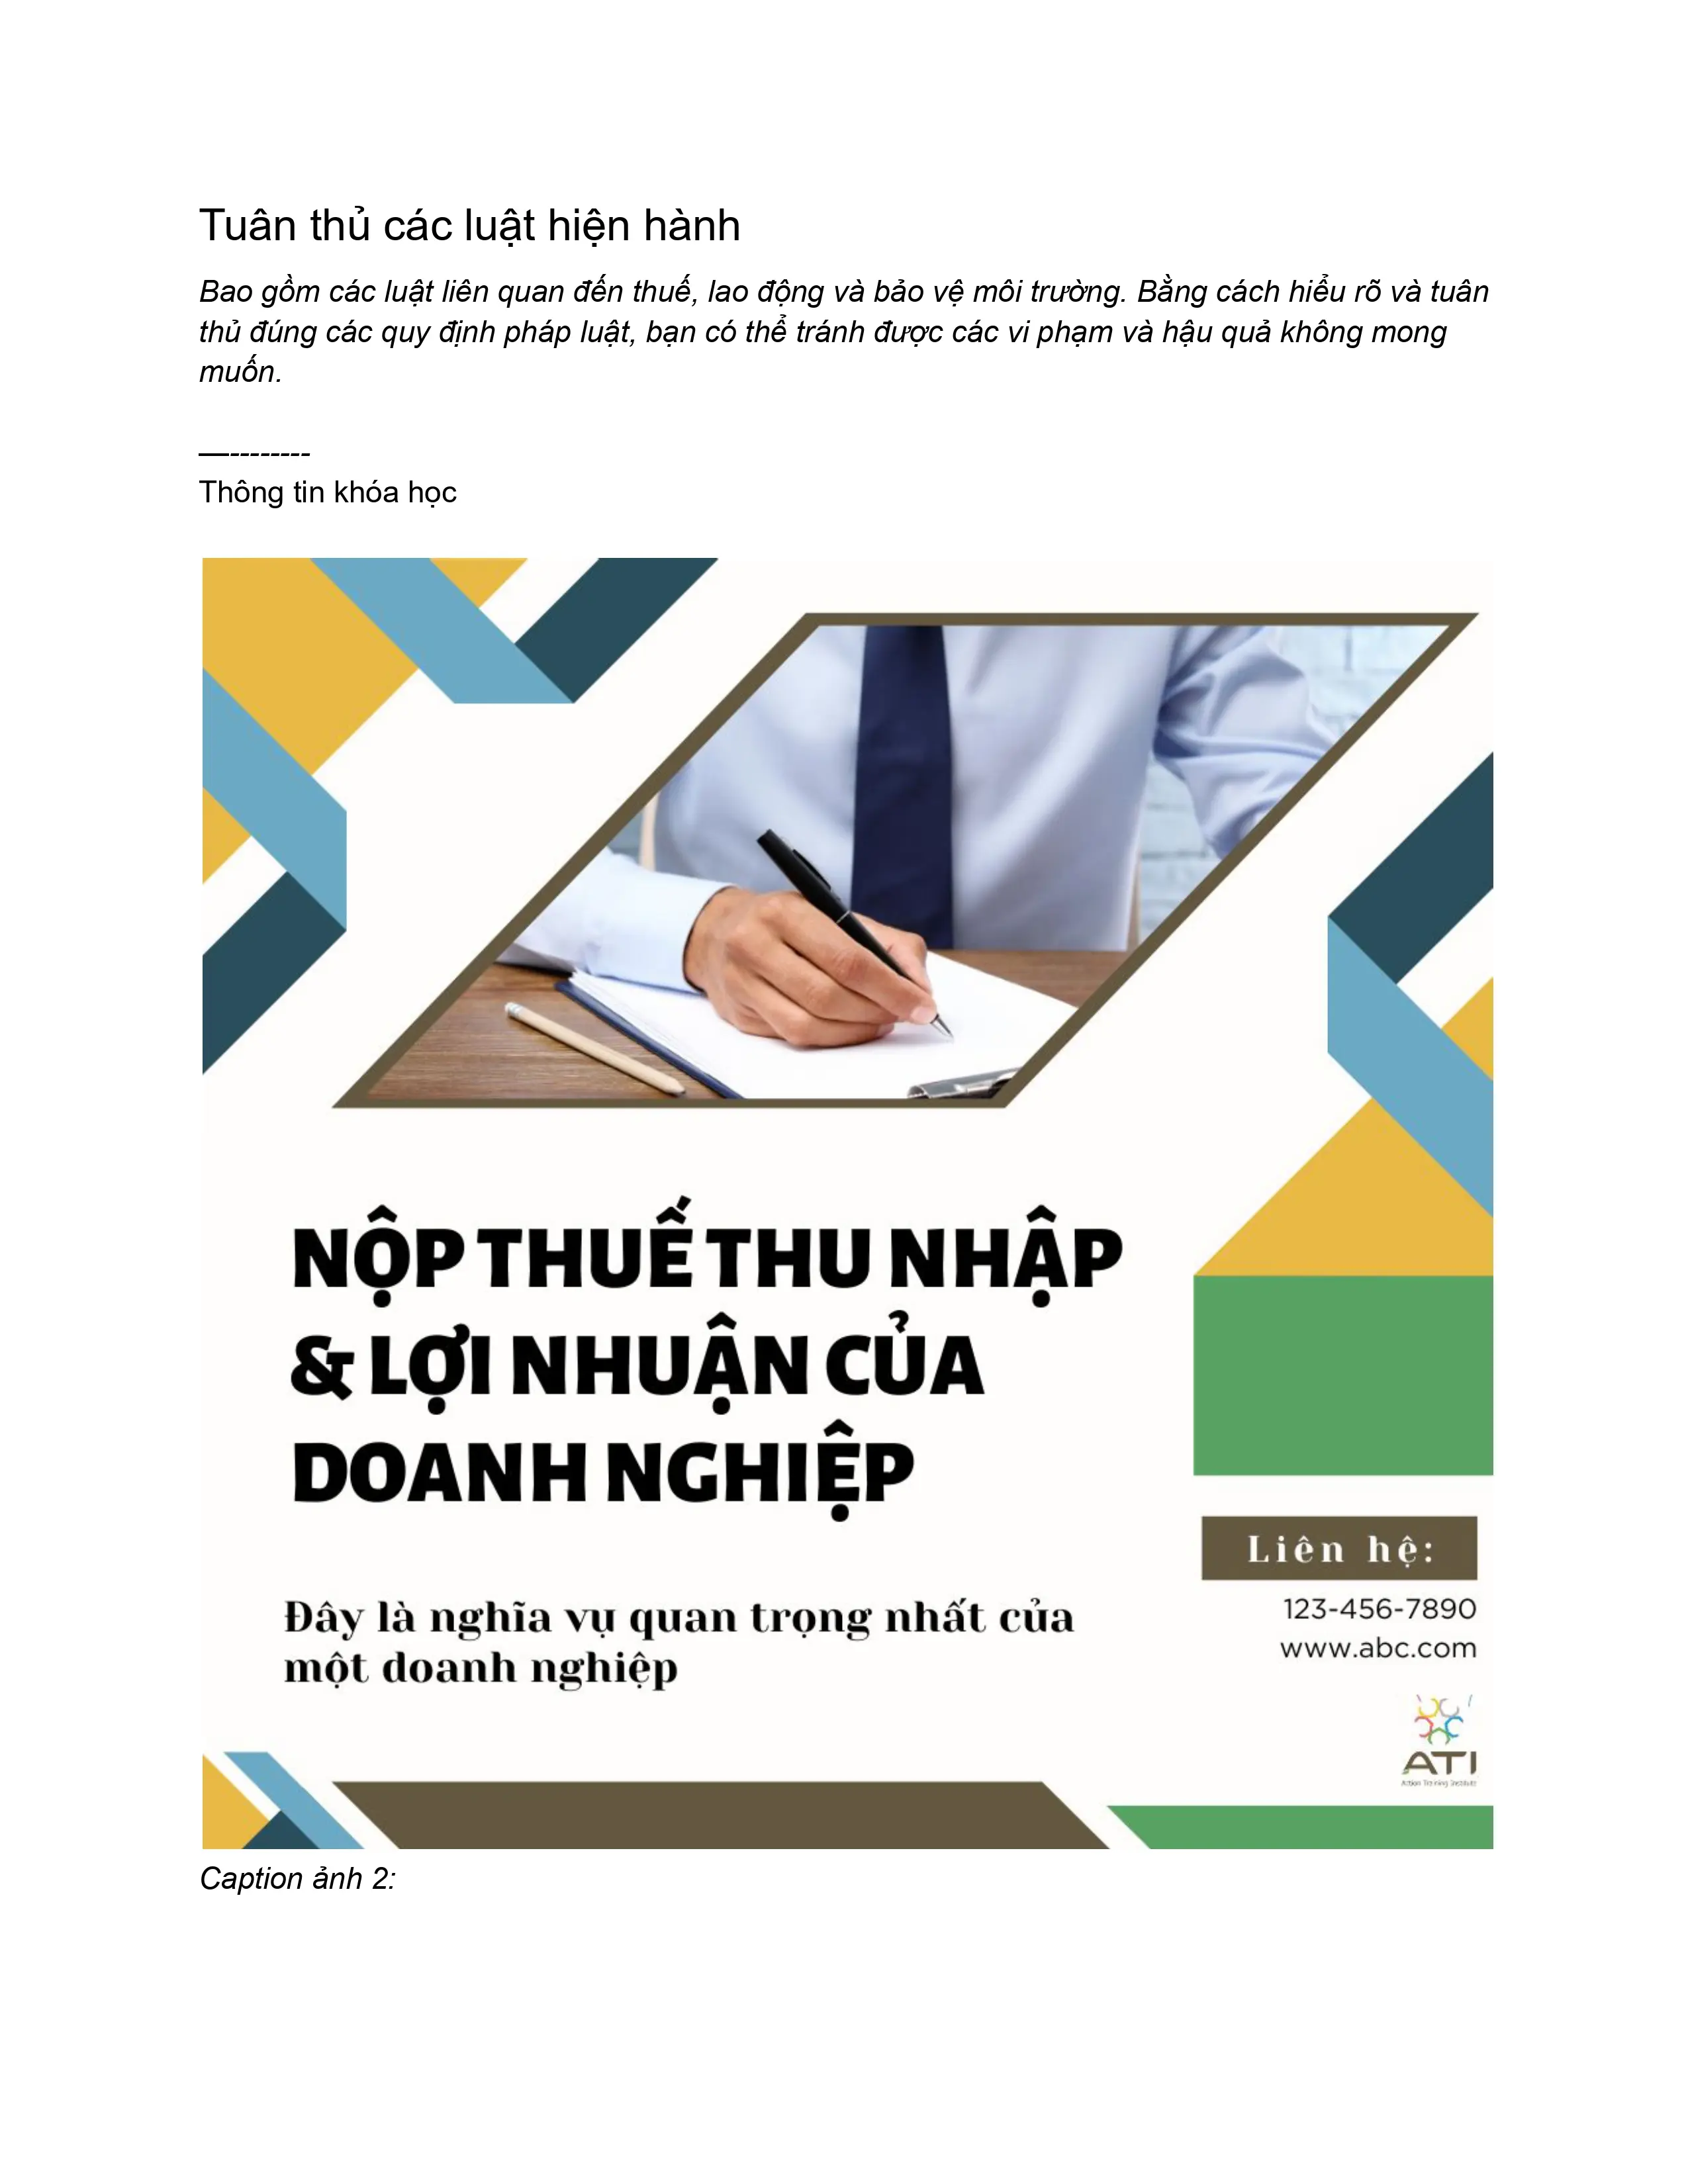 Tuân thủ các luật hiện hành
Bao gồm các luật liên quan đến thuế, lao động và bảo vệ môi trường. Bằng cách hiểu rõ và tuân
thủ đúng các quy định pháp luật, bạn có thể tránh được các vi phạm và hậu quả không mong
muốn.
—--------
Thông tin khóa học
NỘP THUẾ THU NHẬP
& LỢI NHUẬN CỦA
DOANH NGHIỆP
Đây là nghĩa vụ quan trọng nhất của
một doanh nghiệp
Liên hệ:
123-456-7890
www.abc.com
ATI
Action Training Institute
Caption ảnh 2: